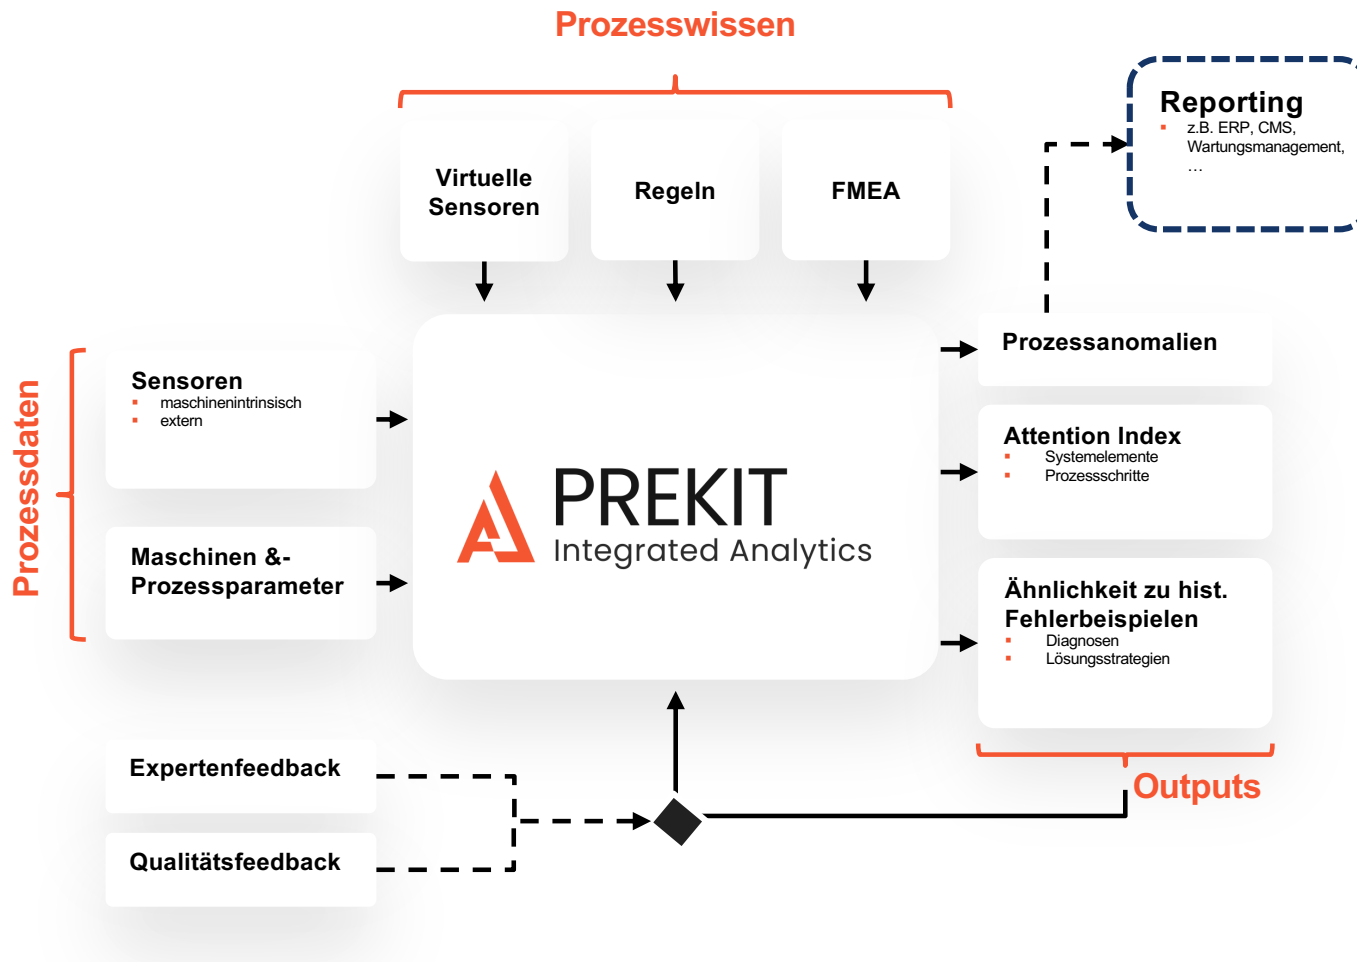 Prozesswissen
Reporting
z.B. ERP, CMS,
Wartungsmanagement,
…
Virtuelle
Sensoren
Regeln
FMEA
Prozessdaten
Sensoren
maschinenintrinsisch
extern
Maschinen &-
Prozessparameter
PREKIT
Integrated Analytics
Prozessanomalien
Attention Index
Systemelemente
Prozessschritte
Ähnlichkeit zu hist.
Fehlerbeispielen
Diagnosen
Lösungsstrategien
Outputs
Expertenfeedback
Qualitätsfeedback